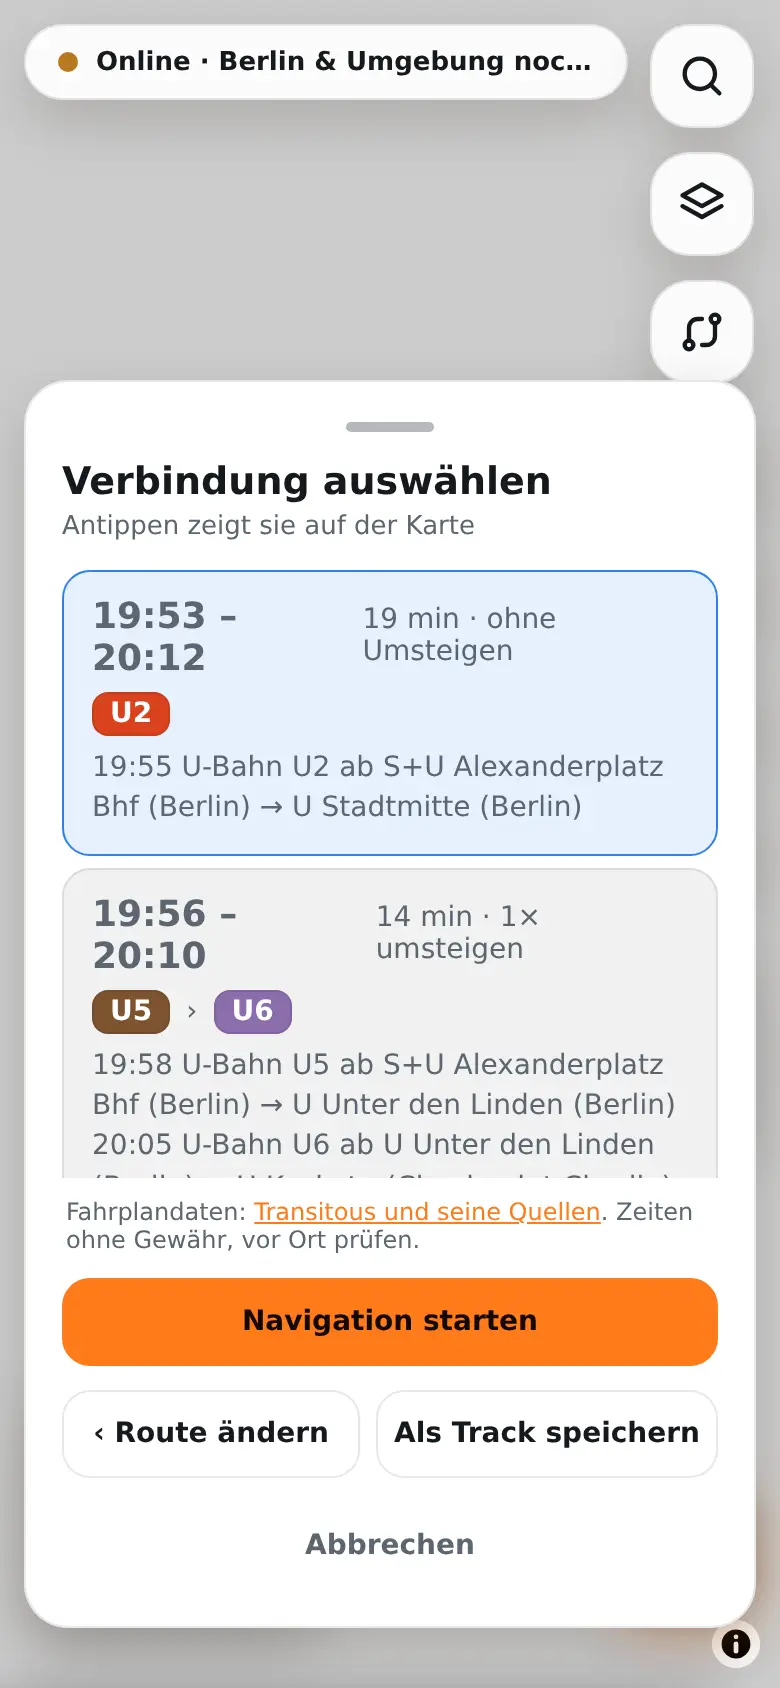 Online · Berlin & Umgebung noc…
Verbindung auswählen
Antippen zeigt sie auf der Karte
19:53 –
20:12
19 min · ohne
Umsteigen
U2
19:55 U-Bahn U2 ab S+U Alexanderplatz
Bhf (Berlin) → U Stadtmitte (Berlin)
19:56 –
20:10
14 min · 1×
umsteigen
U5 › U6
19:58 U-Bahn U5 ab S+U Alexanderplatz
Bhf (Berlin) → U Unter den Linden (Berlin)
20:05 U-Bahn U6 ab U Unter den Linden
Fahrplandaten: Transitous und seine Quellen. Zeiten
ohne Gewähr, vor Ort prüfen.
Navigation starten
‹ Route ändern
Als Track speichern
Abbrechen